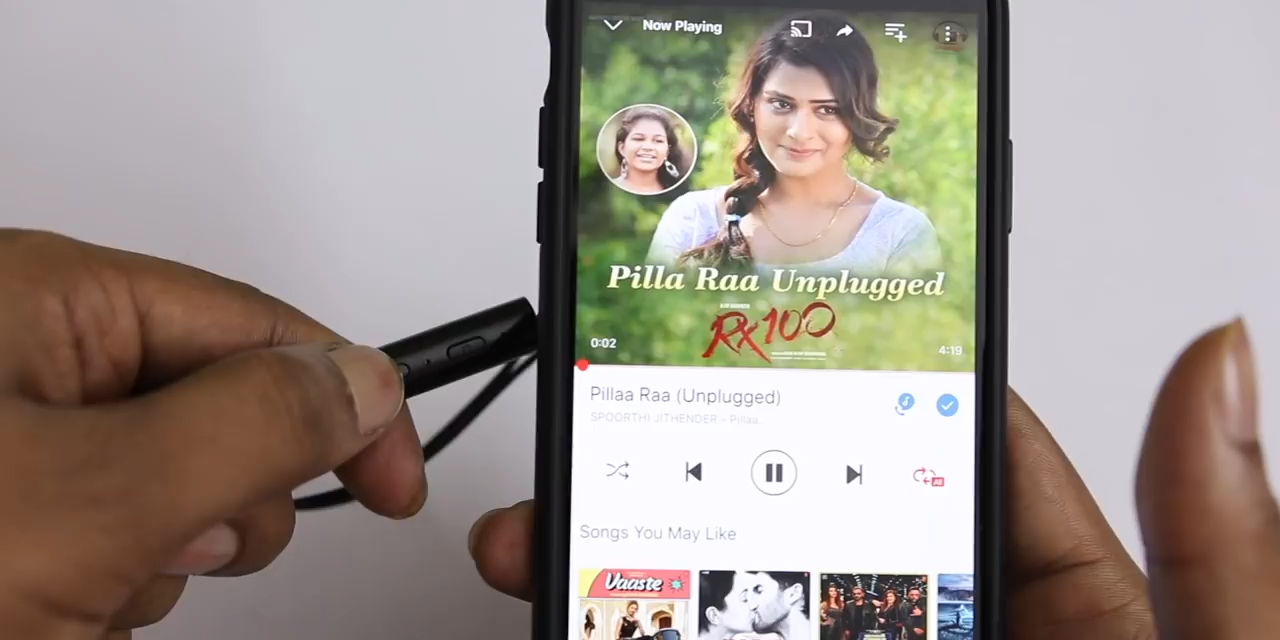 Now Playing
Pilla Raa Unplugged
RX100
0:02
4:19
Pillaa Raa (Unplugged)
SPOORTHI JITHENDER - Pillaa..
All
Songs You May Like
Vaaste